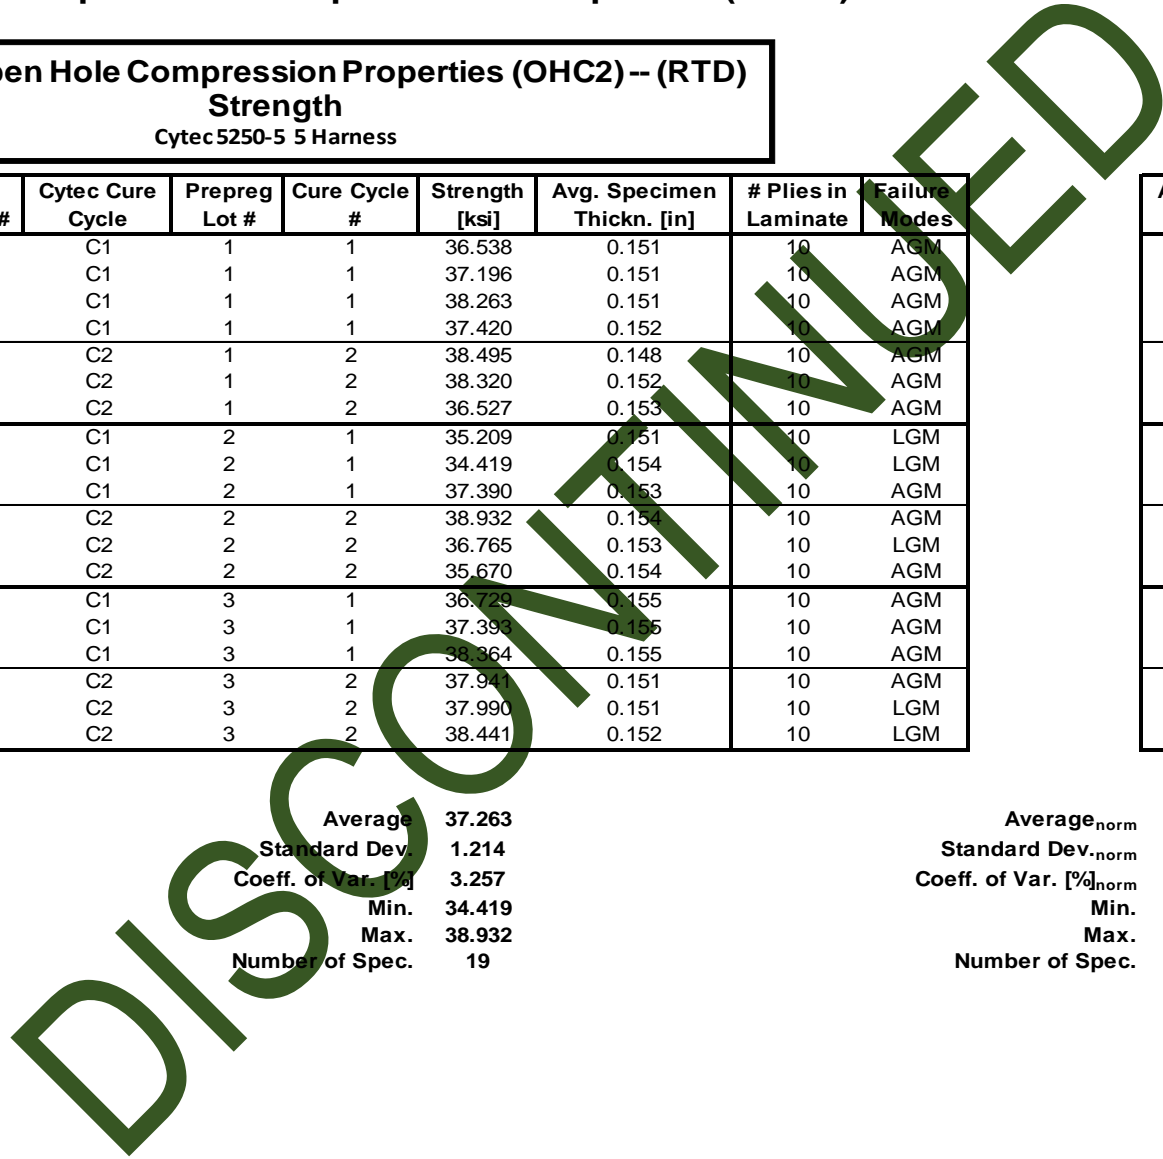 Hole Compression Properties (OHC2) -- (RTD)
Strength
Cytec 5250-5 5 Harness
# Cytec Cure Cycle Prepreg Lot # Cure Cycle # Strength [ksi] Avg. Specimen Thickn. [in] # Plies in Laminate Failure Modes
C1 1 1 36.538 0.151 10 AGM
C1 1 1 37.196 0.151 10 AGM
C1 1 1 38.263 0.151 10 AGM
C1 1 1 37.420 0.152 10 AGM
C2 1 2 38.495 0.148 10 AGM
C2 1 2 38.320 0.152 10 AGM
C2 1 2 36.527 0.153 10 AGM
C1 2 1 35.209 0.151 10 LGM
C1 2 1 34.419 0.154 10 LGM
C1 2 1 37.390 0.153 10 AGM
C2 2 2 38.932 0.154 10 AGM
C2 2 2 36.765 0.153 10 LGM
C2 2 2 35.670 0.154 10 AGM
C1 3 1 36.729 0.155 10 AGM
C1 3 1 37.393 0.155 10 AGM
C1 3 1 38.364 0.155 10 AGM
C2 3 2 37.941 0.151 10 AGM
C2 3 2 37.990 0.151 10 LGM
C2 3 2 38.441 0.152 10 LGM
Average 37.263 Averagenorm
Standard Dev. 1.214 Standard Dev.norm
Coeff. of Var. [%] 3.257 Coeff. of Var. [%]norm
Min. 34.419 Min.
Max. 38.932 Max.
Number of Spec. 19 Number of Spec.
DISCONTINUED